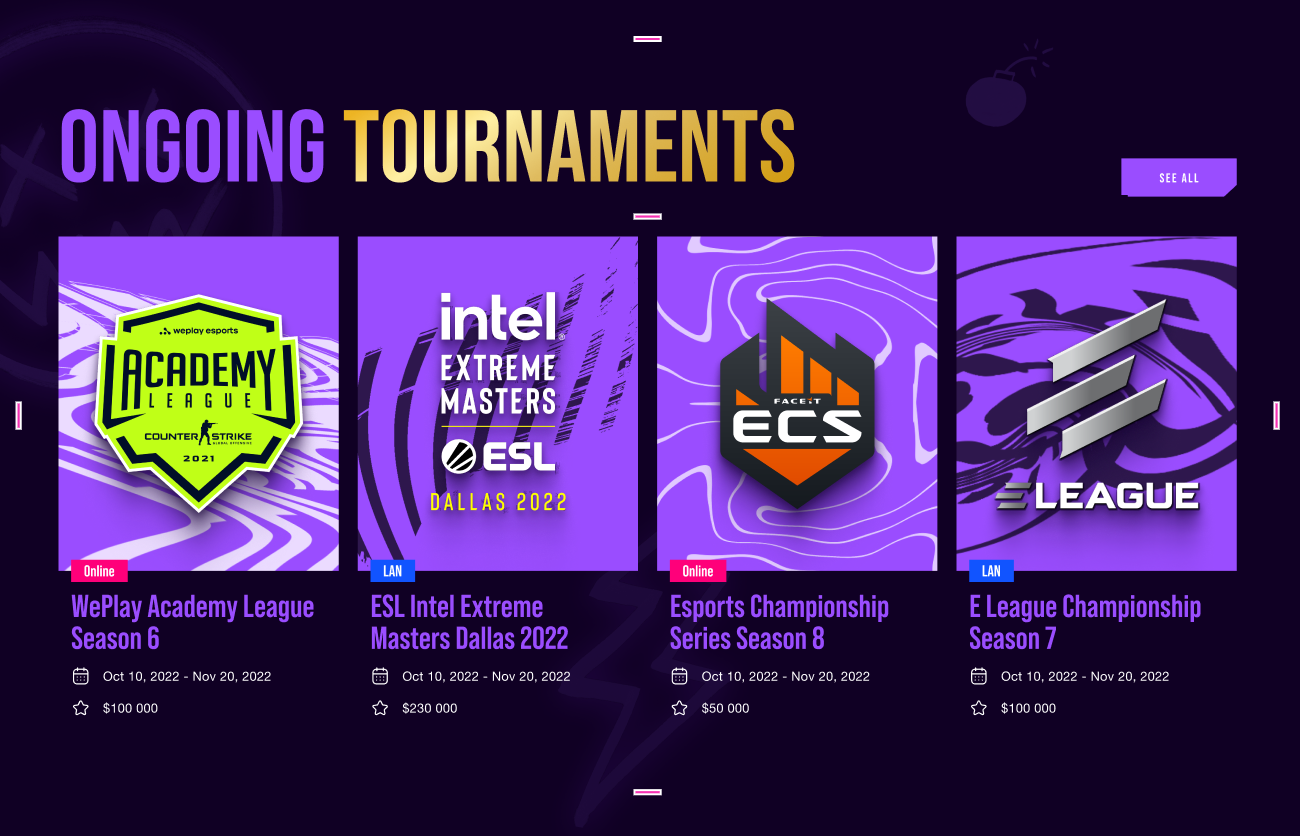 ONGOING TOURNAMENTS
SEE ALL
weplay esports
ACADEMY
LEAGUE
COUNTER STRIKE
GLOBAL OFFENSIVE
2021
intel
EXTREME
MASTERS
ESL
DALLAS 2022
FACEIT
ECS
ELEAGUE
Online
WePlay Academy League
Season 6
Oct 10, 2022 - Nov 20, 2022
$100 000
LAN
ESL Intel Extreme
Masters Dallas 2022
Oct 10, 2022 - Nov 20, 2022
$230 000
Online
Esports Championship
Series Season 8
Oct 10, 2022 - Nov 20, 2022
$50 000
LAN
E League Championship
Season 7
Oct 10, 2022 - Nov 20, 2022
$100 000